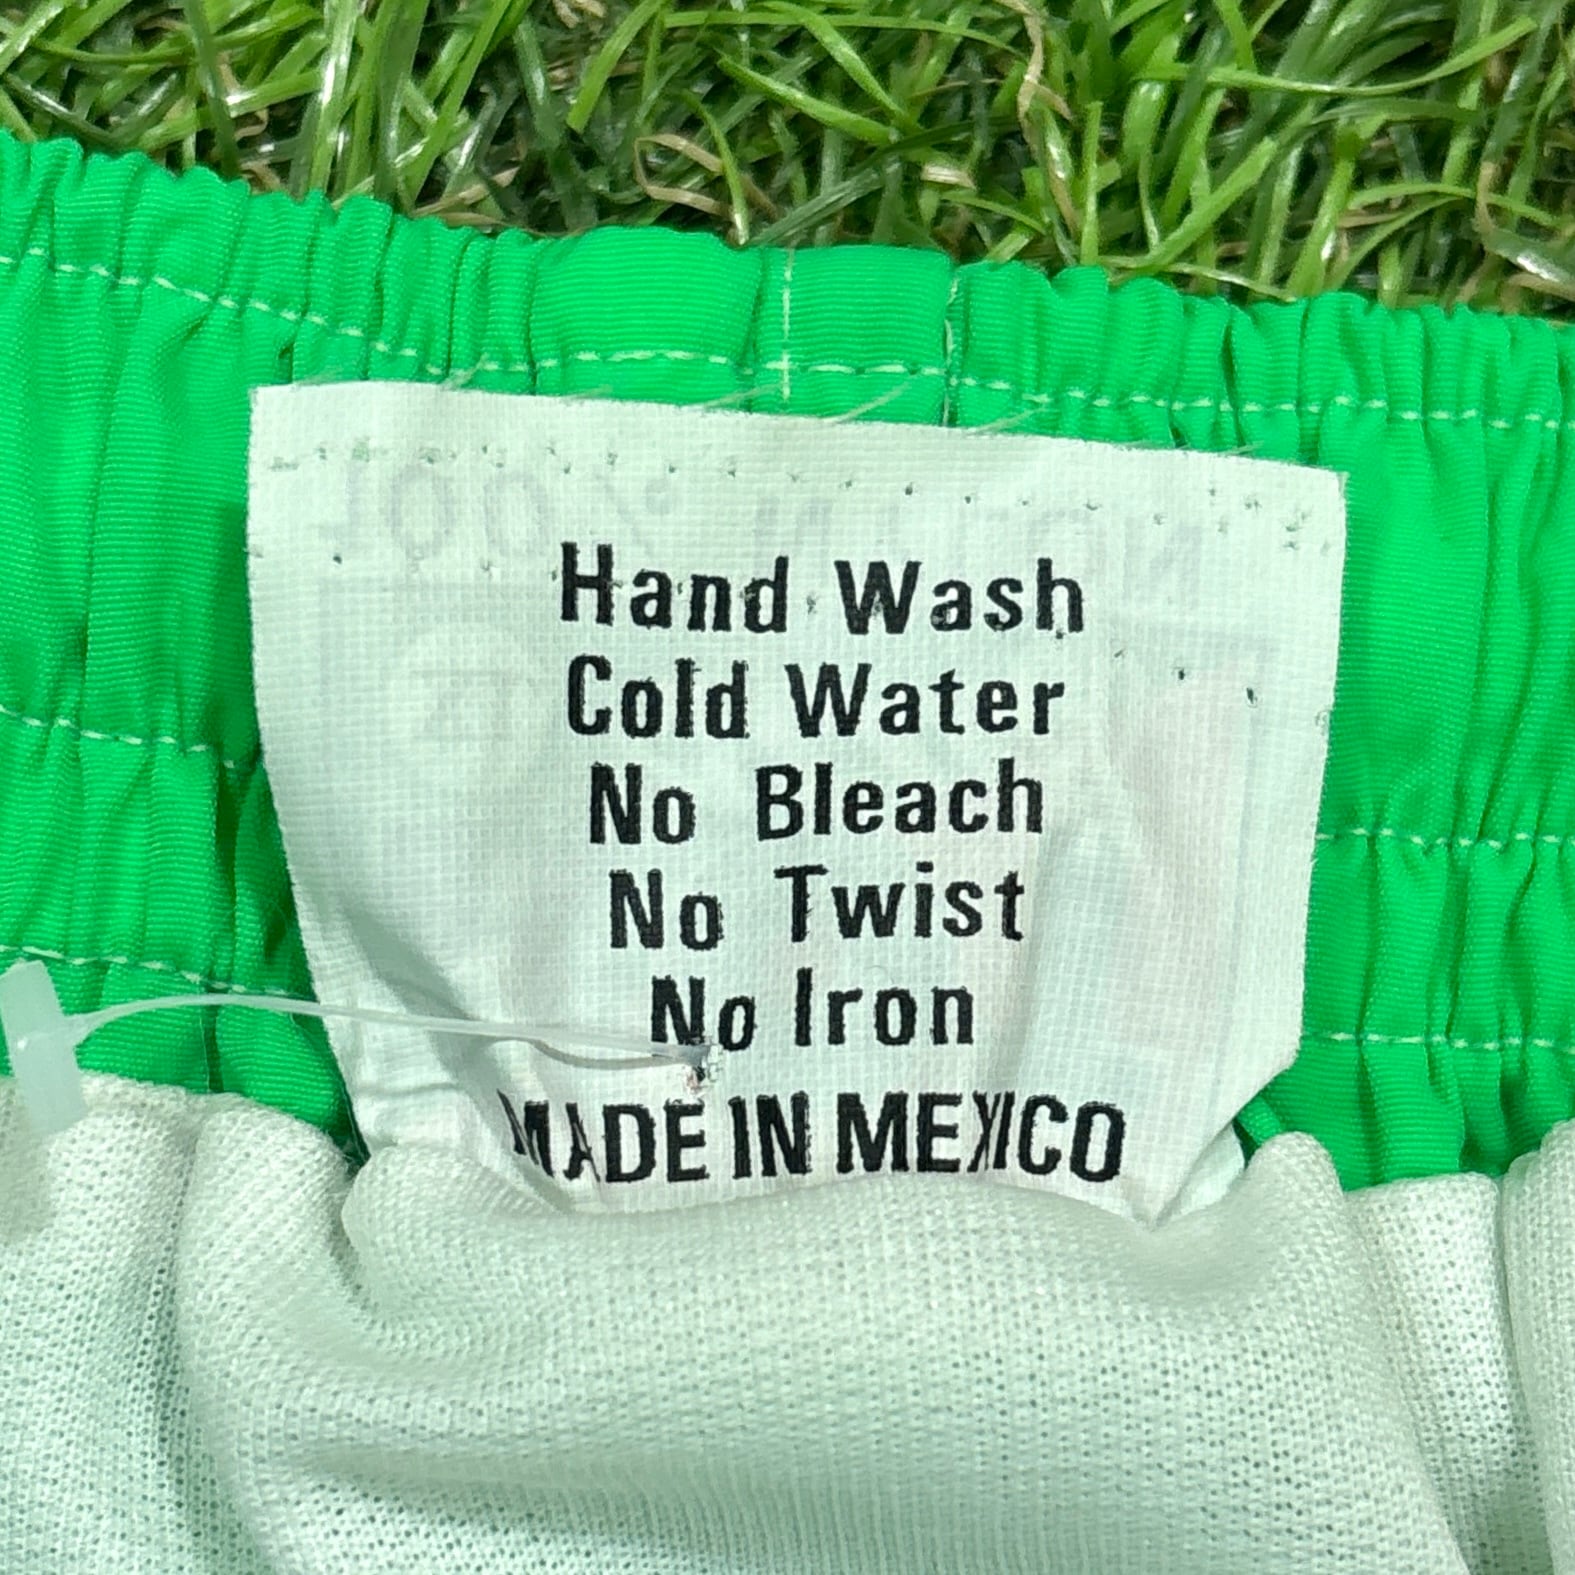 Hand Wash
Cold Water
No Bleach
No Twist
No Iron
MADE IN MEXICO